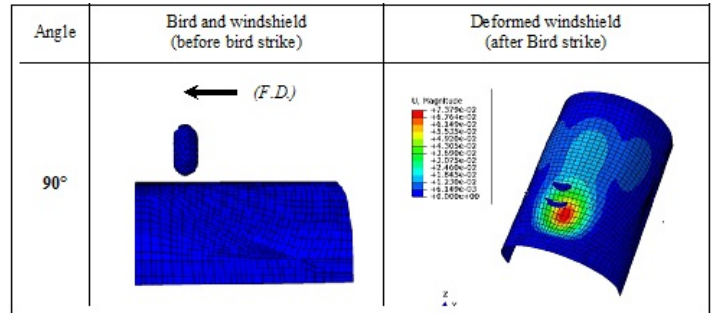 Angle
Bird and windshield
(before bird strike)
Deformed windshield
(after Bird strike)
90°
(F.D.)
U, Magnitude
+7.379e-02
+6.764e-02
+6.149e-02
+5.535e-02
+4.920e-02
+4.305e-02
+3.690e-02
+3.075e-02
+2.460e-02
+1.845e-02
+1.230e-02
+6.149e-03
+0.000e+00
Z
Y